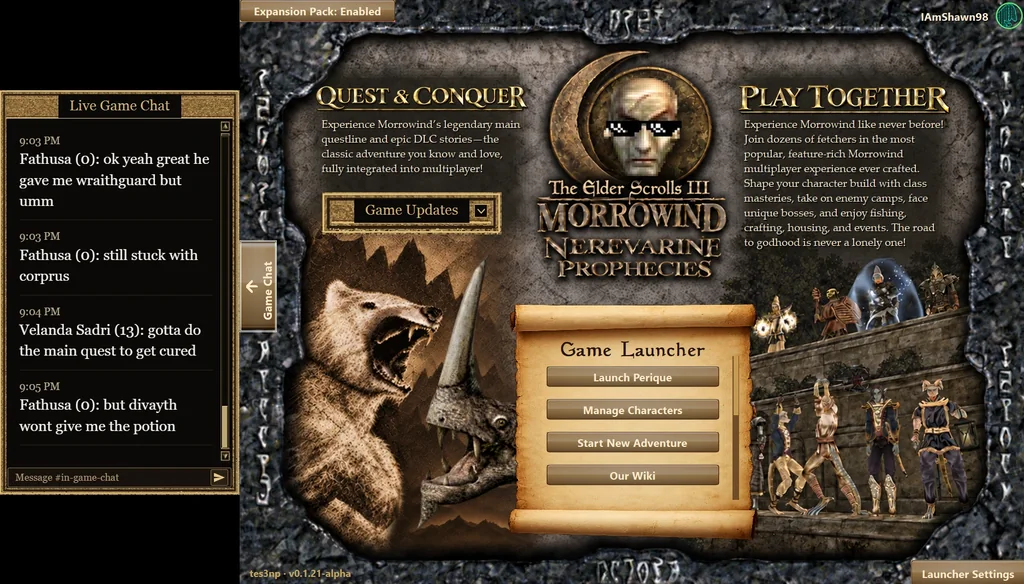 Expansion Pack: Enabled
IAmShawn98
Live Game Chat
9:03 PM
Fathusa (0): ok yeah great he
gave me wraithguard but
umm
9:03 PM
Fathusa (0): still stuck with
corprus
9:04 PM
Velanda Sadri (13): gotta do
the main quest to get cured
9:05 PM
Fathusa (0): but divayth
wont give me the potion
Message #in-game-chat
Game Chat
Quest & Conquer
Experience Morrowind's legendary main
questline and epic DLC stories—the
classic adventure you know and love,
fully integrated into multiplayer!
Game Updates
The Elder Scrolls III
Morrowind
Nerevarine
Prophecies
Play Together
Experience Morrowind like never before!
Join dozens of fetchers in the most
popular, feature-rich Morrowind
multiplayer experience ever crafted.
Shape your character build with class
masteries, take on enemy camps, face
unique bosses, and enjoy fishing,
crafting, housing, and events. The road
to godhood is never a lonely one!
Game Launcher
Launch Perique
Manage Characters
Start New Adventure
Our Wiki
tes3np · v0.1.21-alpha
Launcher Settings